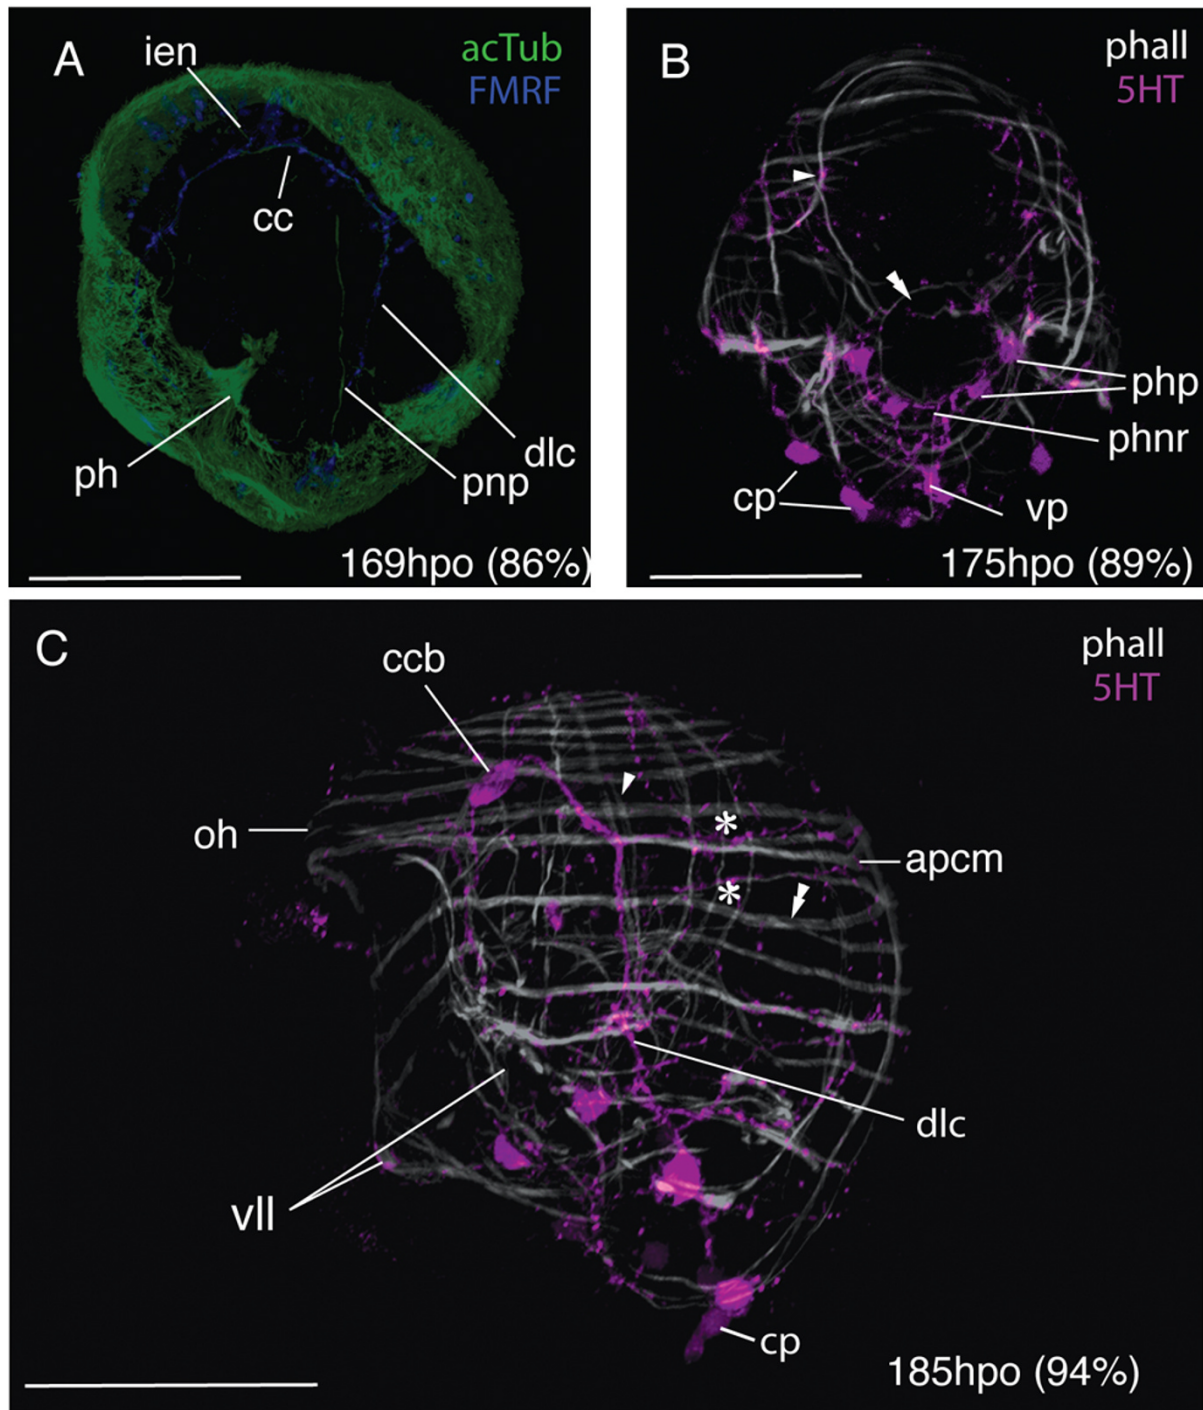 A
ien
acTub
FMRF
cc
ph
pnp
dlc
169hpo (86%)
B
phall
5HT
php
phnr
cp
vp
175hpo (89%)
C
ccb
phall
5HT
oh
*
apcm
*
dlc
vll
cp
185hpo (94%)